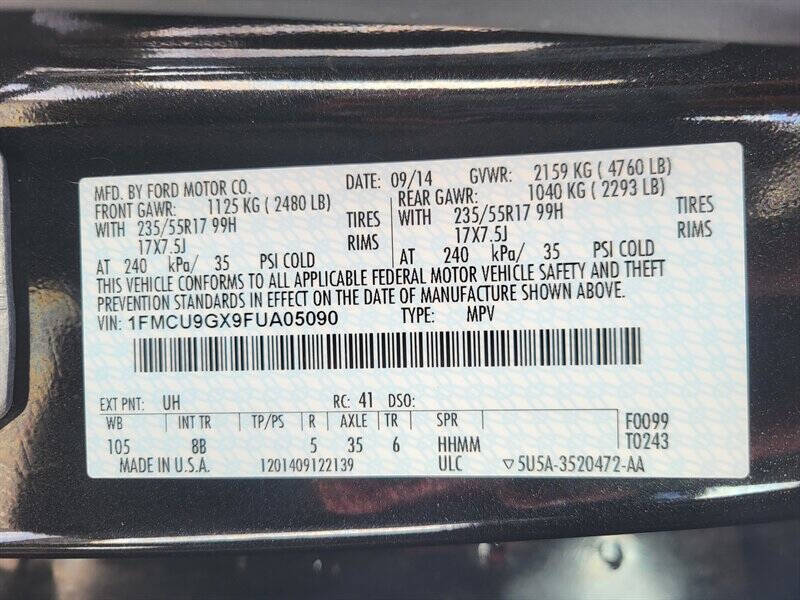 MFD. BY FORD MOTOR CO. DATE: 09/14 GVWR: 2159 KG ( 4760 LB)
FRONT GAWR: 1125 KG ( 2480 LB) REAR GAWR: 1040 KG ( 2293 LB)
WITH 235/55R17 99H TIRES WITH 235/55R17 99H TIRES
17X7.5J RIMS 17X7.5J RIMS
AT 240 kPa/ 35 PSI COLD AT 240 kPa/ 35 PSI COLD
THIS VEHICLE CONFORMS TO ALL APPLICABLE FEDERAL MOTOR VEHICLE SAFETY AND THEFT
PREVENTION STANDARDS IN EFFECT ON THE DATE OF MANUFACTURE SHOWN ABOVE.
VIN: 1FMCU9GX9FUA05090 TYPE: MPV
EXT PNT: UH RC: 41 DSO:
WB INT TR TP/PS R AXLE TR SPR F0099
105 8B 5 35 6 HHMM T0243
MADE IN U.S.A. 1201409122139 ULC ▽5U5A-3520472-AA